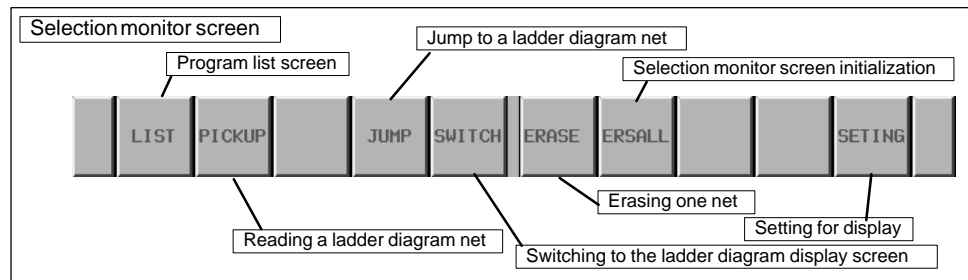 Selection monitor screen
Jump to a ladder diagram net
Program list screen
Selection monitor screen initialization
LIST PICKUP JUMP SWITCH ERASE ERSALL SETING
Erasing one net
Setting for display
Reading a ladder diagram net
Switching to the ladder diagram display screen